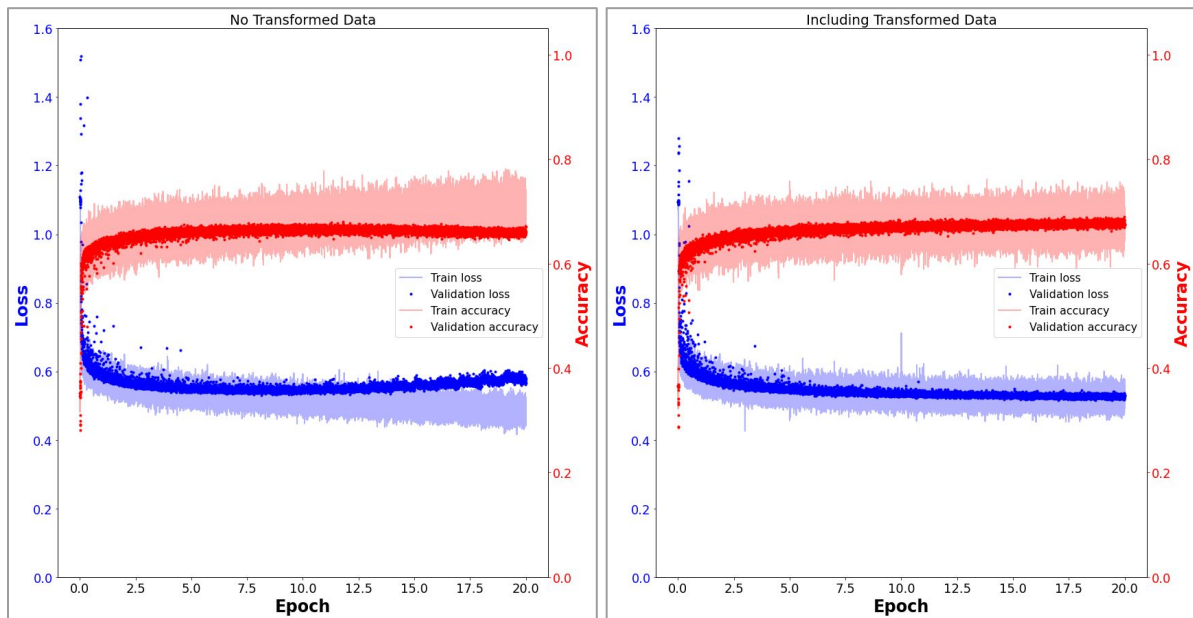 No Transformed Data
1.6
1.4
1.2
1.0
0.8
0.6
0.4
0.2
0.0
Loss
1.0
0.8
0.6
0.4
0.2
0.0
Accuracy
Train loss
Validation loss
Train accuracy
Validation accuracy
0.0 2.5 5.0 7.5 10.0 12.5 15.0 17.5 20.0
Epoch
Including Transformed Data
1.6
1.4
1.2
1.0
0.8
0.6
0.4
0.2
0.0
Loss
1.0
0.8
0.6
0.4
0.2
0.0
Accuracy
Train loss
Validation loss
Train accuracy
Validation accuracy
0.0 2.5 5.0 7.5 10.0 12.5 15.0 17.5 20.0
Epoch